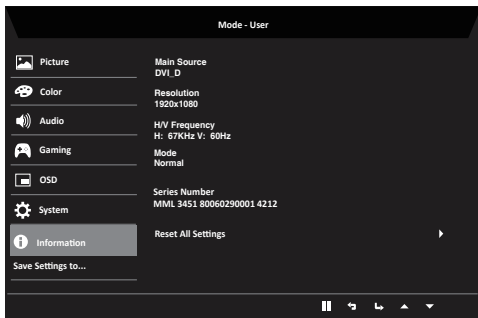 Mode - User
Picture
Color
Audio
Gaming
OSD
System
Information
Save Settings to...
Main Source
DVI_D
Resolution
1920x1080
H/V Frequency
H: 67KHz V: 60Hz
Mode
Normal
Series Number
MML 3451 80060290001 4212
Reset All Settings